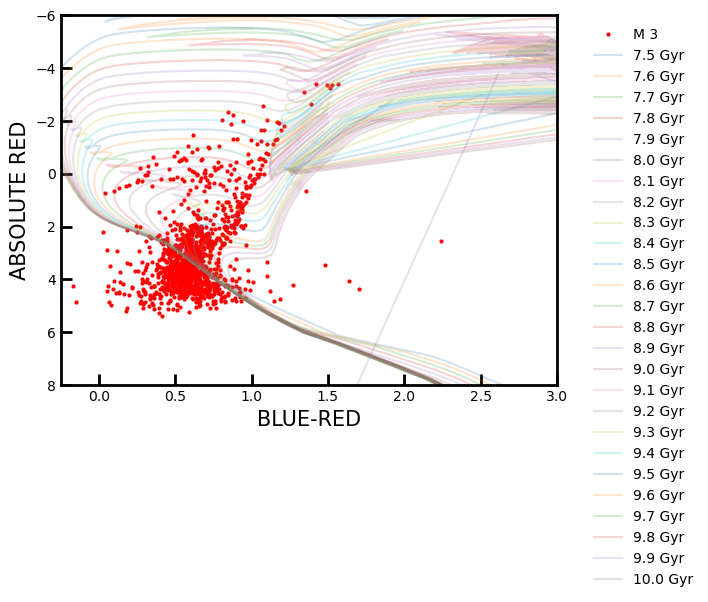 −6
−4
−2
0
2
4
6
8
ABSOLUTE RED
0.0 0.5 1.0 1.5 2.0 2.5 3.0
BLUE-RED
M 3
7.5 Gyr
7.6 Gyr
7.7 Gyr
7.8 Gyr
7.9 Gyr
8.0 Gyr
8.1 Gyr
8.2 Gyr
8.3 Gyr
8.4 Gyr
8.5 Gyr
8.6 Gyr
8.7 Gyr
8.8 Gyr
8.9 Gyr
9.0 Gyr
9.1 Gyr
9.2 Gyr
9.3 Gyr
9.4 Gyr
9.5 Gyr
9.6 Gyr
9.7 Gyr
9.8 Gyr
9.9 Gyr
10.0 Gyr